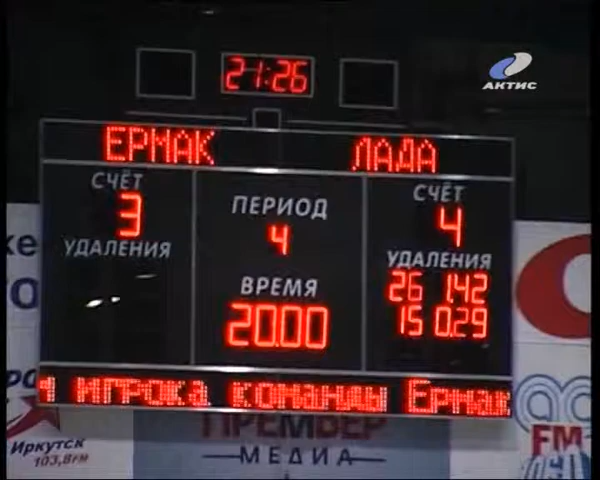 21:26
АКТИС
ЕРМАК ЛАДА
СЧЁТ ПЕРИОД СЧЁТ
3 4 4
УДАЛЕНИЯ ВРЕМЯ УДАЛЕНИЯ
20.00
26 1.42
15 0.29
игрока команды Ермак
ПРЕМЬЕР
МЕДИА
Иркутск
103,8FM
FM